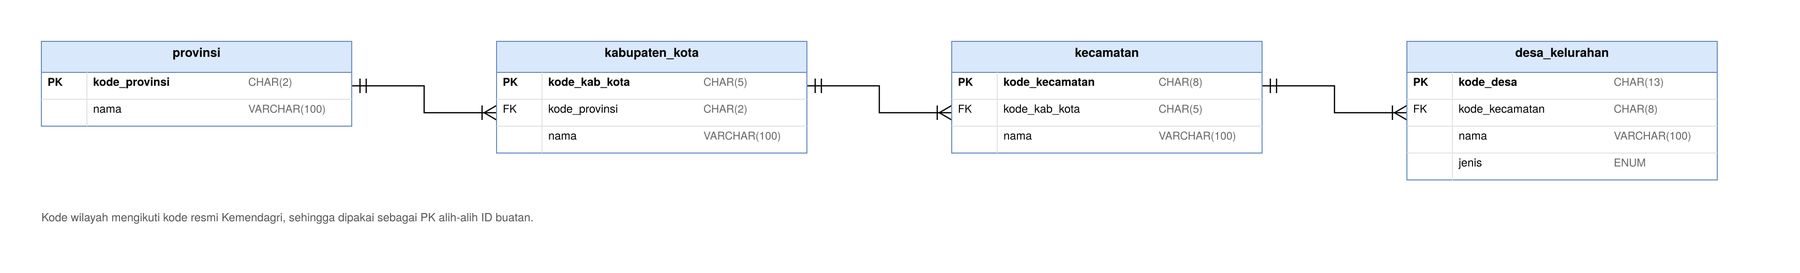 provinsi
PK kode_provinsi CHAR(2)
nama VARCHAR(100)
kabupaten_kota
PK kode_kab_kota CHAR(5)
FK kode_provinsi CHAR(2)
nama VARCHAR(100)
kecamatan
PK kode_kecamatan CHAR(8)
FK kode_kab_kota CHAR(5)
nama VARCHAR(100)
desa_kelurahan
PK kode_desa CHAR(13)
FK kode_kecamatan CHAR(8)
nama VARCHAR(100)
jenis ENUM
Kode wilayah mengikuti kode resmi Kemendagri, sehingga dipakai sebagai PK alih-alih ID buatan.